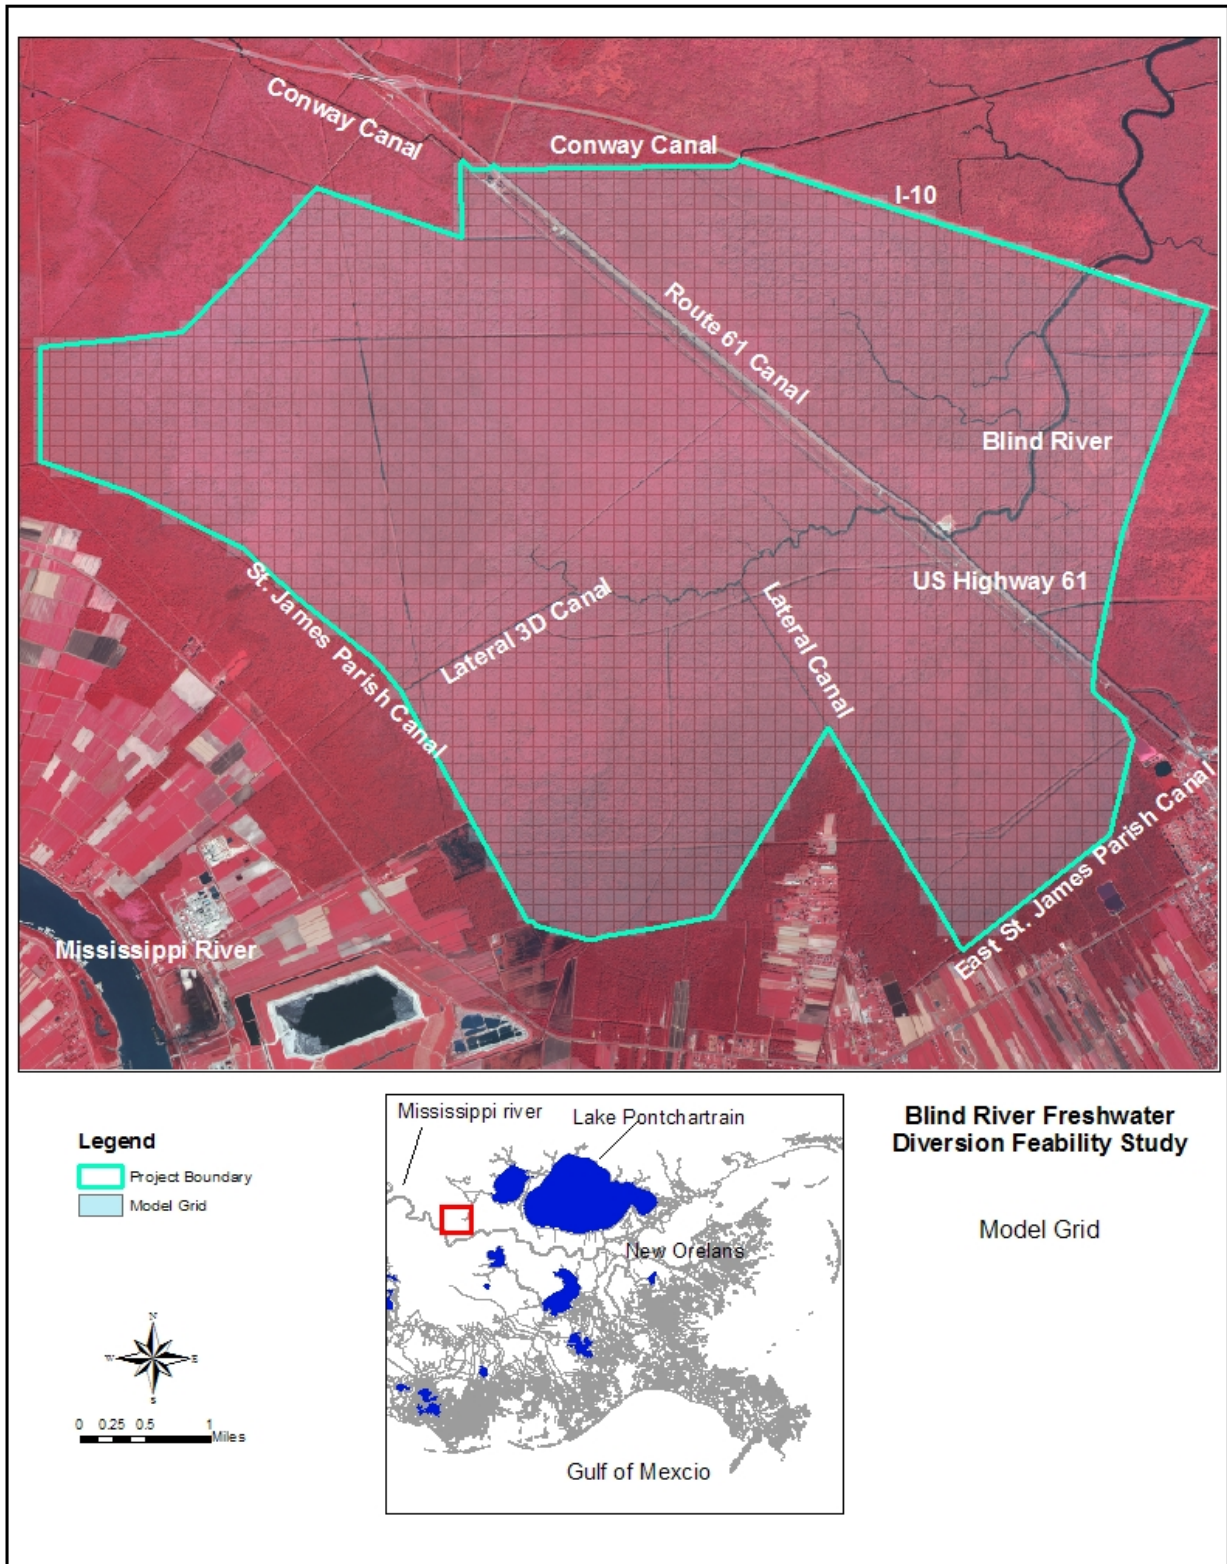 Conway Canal
Conway Canal
I-10
Route 61 Canal
Blind River
US Highway 61
St. James Parish Canal
Lateral 3D Canal
Lateral Canal
East St. James Parish Canal
Mississippi River
Legend
Project Boundary
Model Grid
N
W E
S
0 0.25 0.5 1
Miles
Mississippi river
Lake Pontchartrain
New Orelans
Gulf of Mexcio
Blind River Freshwater
Diversion Feability Study
Model Grid